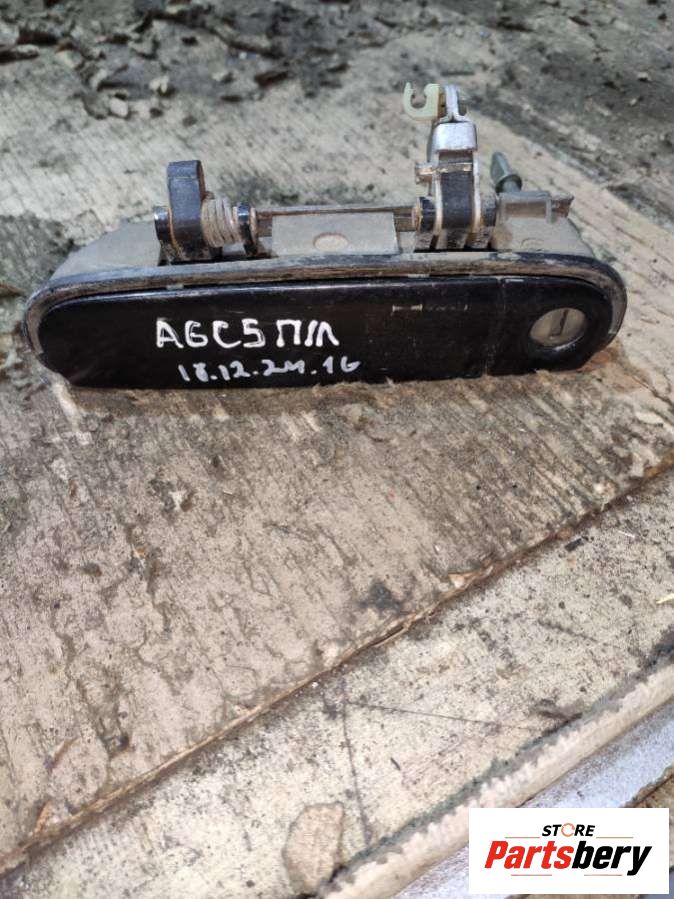 A6C5 П/Л
18.12.24.16
STORE
Partsbery